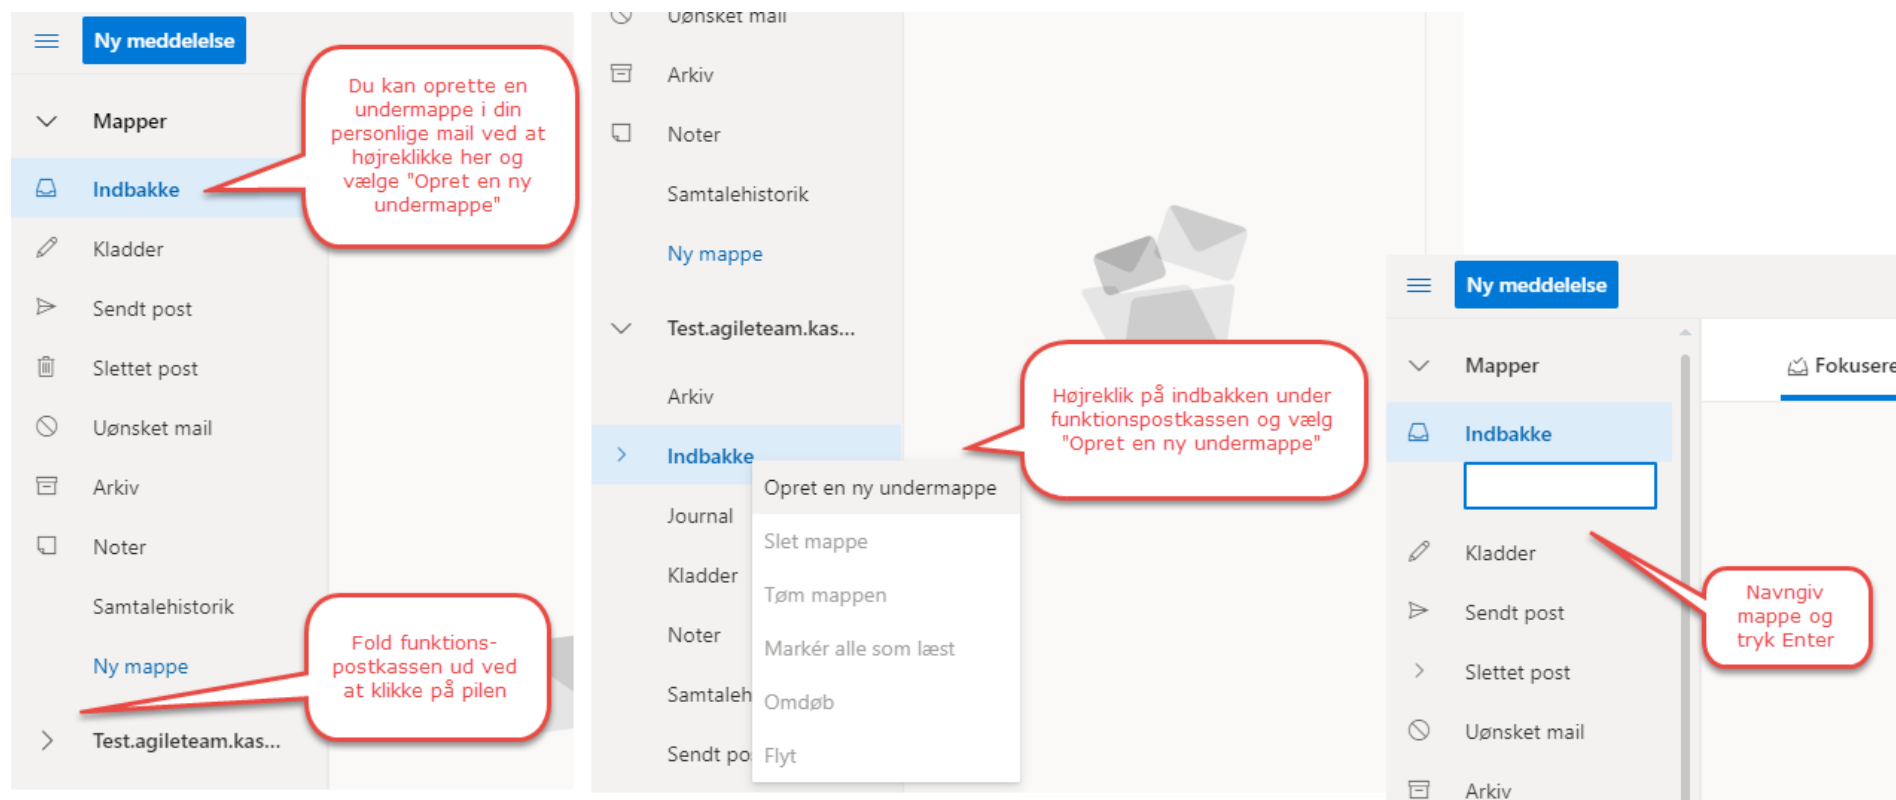 Ny meddelelse
Du kan oprette en
undermappe i din
personlige mail ved at
højreklikke her og
vælge "Opret en ny
undermappe"
Mapper
Indbakke
Kladder
Sendt post
Slettet post
Uønsket mail
Arkiv
Noter
Samtalehistorik
Ny mappe
Fold funktions-
postkassen ud ved
at klikke på pilen
Test.agileteam.kas...
Uønsket mail
Arkiv
Noter
Samtalehistorik
Ny mappe
Test.agileteam.kas...
Arkiv
Indbakke
Højreklik på indbakken under
funktionspostkassen og vælg
"Opret en ny undermappe"
Journal
Kladder
Noter
Samtaleh
Sendt po
Opret en ny undermappe
Slet mappe
Tøm mappen
Markér alle som læst
Omdøb
Flyt
Ny meddelelse
Mapper
Fokusere
Indbakke
Kladder
Sendt post
Slettet post
Uønsket mail
Arkiv
Navngiv
mappe og
tryk Enter